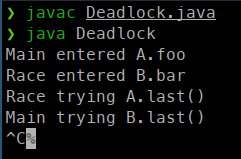 ❯ javac Deadlock.java
❯ java Deadlock
Main entered A.foo
Race entered B.bar
Race trying A.last()
Main trying B.last()
^C%